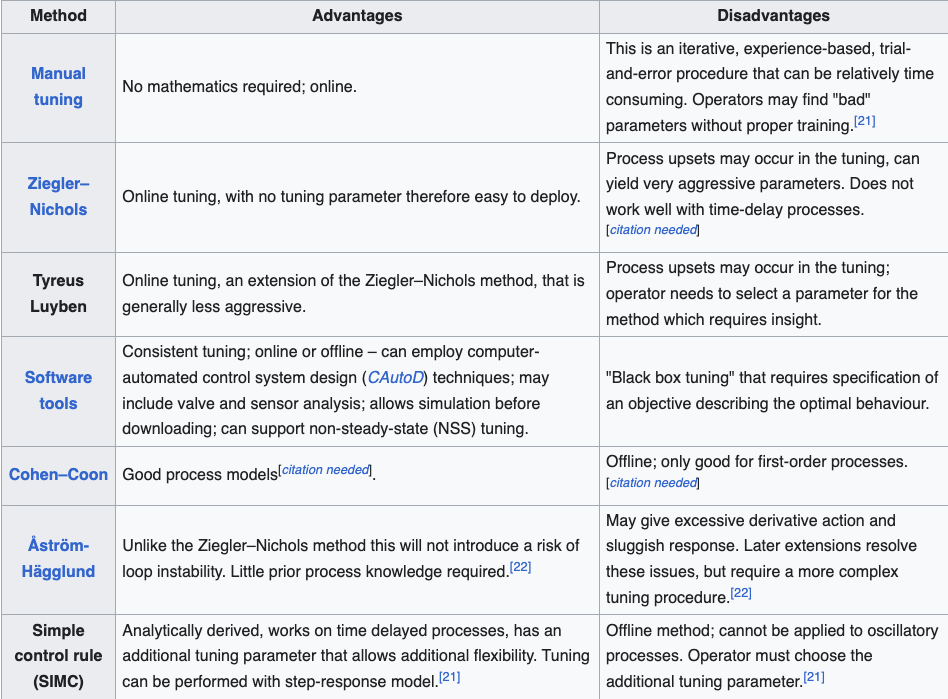 Method Advantages Disadvantages
Manual
tuning
No mathematics required; online.
This is an iterative, experience-based, trial-
and-error procedure that can be relatively time
consuming. Operators may find "bad"
parameters without proper training.[21]
Ziegler–
Nichols
Online tuning, with no tuning parameter therefore easy to deploy.
Process upsets may occur in the tuning, can
yield very aggressive parameters. Does not
work well with time-delay processes.
[citation needed]
Tyreus
Luyben
Online tuning, an extension of the Ziegler–Nichols method, that is
generally less aggressive.
Process upsets may occur in the tuning;
operator needs to select a parameter for the
method which requires insight.
Software
tools
Consistent tuning; online or offline – can employ computer-
automated control system design (CAutoD) techniques; may
include valve and sensor analysis; allows simulation before
downloading; can support non-steady-state (NSS) tuning.
"Black box tuning" that requires specification of
an objective describing the optimal behaviour.
Cohen–Coon
Good process models[citation needed].
Offline; only good for first-order processes.
[citation needed]
Åström-
Hägglund
Unlike the Ziegler–Nichols method this will not introduce a risk of
loop instability. Little prior process knowledge required.[22]
May give excessive derivative action and
sluggish response. Later extensions resolve
these issues, but require a more complex
tuning procedure.[22]
Simple
control rule
(SIMC)
Analytically derived, works on time delayed processes, has an
additional tuning parameter that allows additional flexibility. Tuning
can be performed with step-response model.[21]
Offline method; cannot be applied to oscillatory
processes. Operator must choose the
additional tuning parameter.[21]